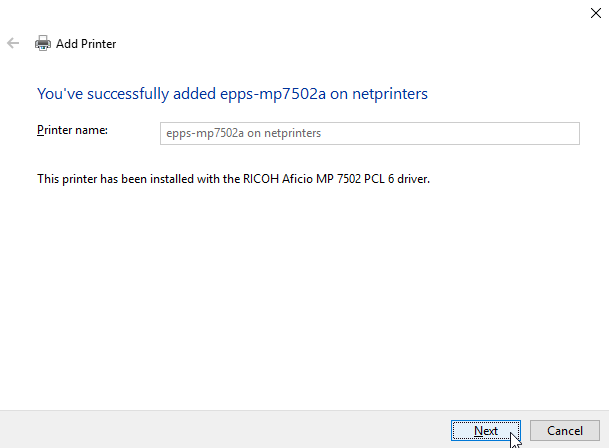 Add Printer
You've successfully added epps-mp7502a on netprinters
Printer name:
epps-mp7502a on netprinters
This printer has been installed with the RICOH Aficio MP 7502 PCL 6 driver.
Next
Cancel